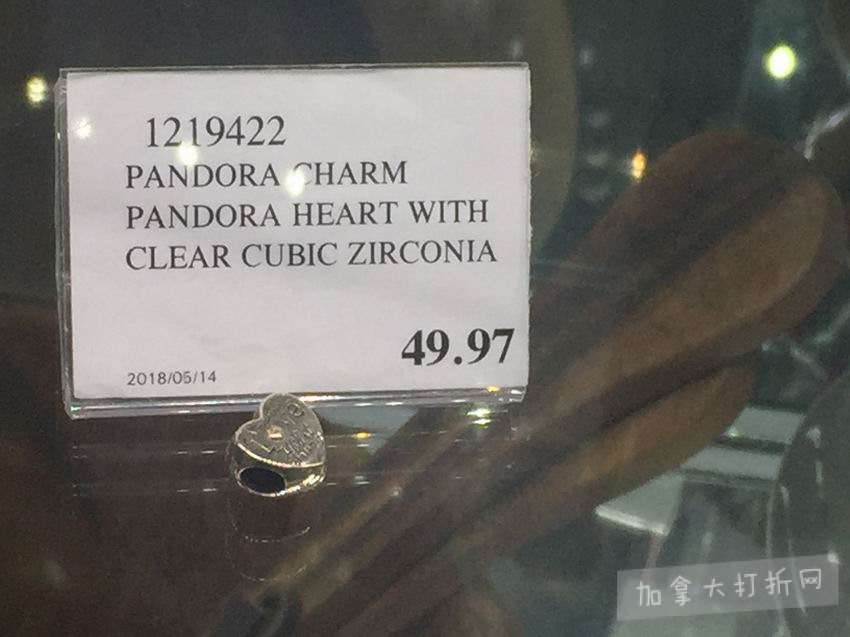 1219422
PANDORA CHARM
PANDORA HEART WITH
CLEAR CUBIC ZIRCONIA
49.97
2018/05/14
加拿大打折网